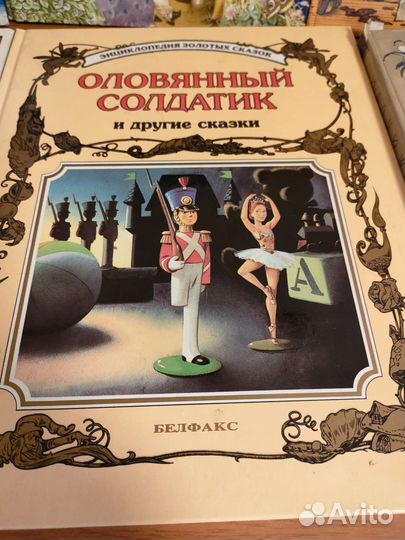 ЭНЦИКЛОПЕДИЯ ЗОЛОТЫХ СКАЗОК
ОЛОВЯННЫЙ
СОЛДАТИК
и другие сказки
A
БЕЛФАКС
Avito